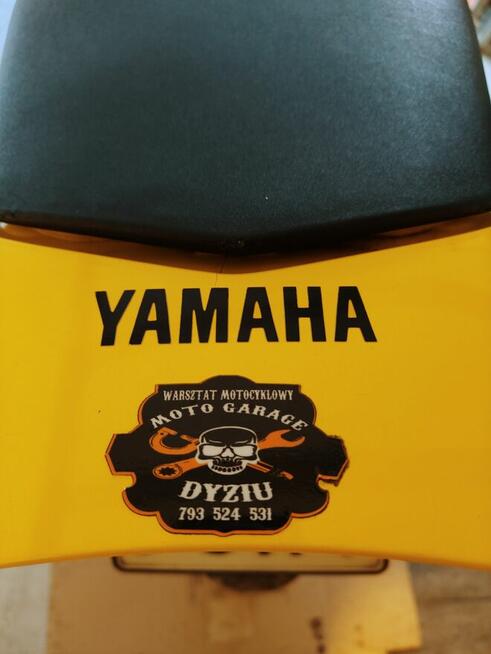 YAMAHA
WARSZTAT MOTOCYKLOWY
MOTO GARAGE
DYZIU
793 524 531